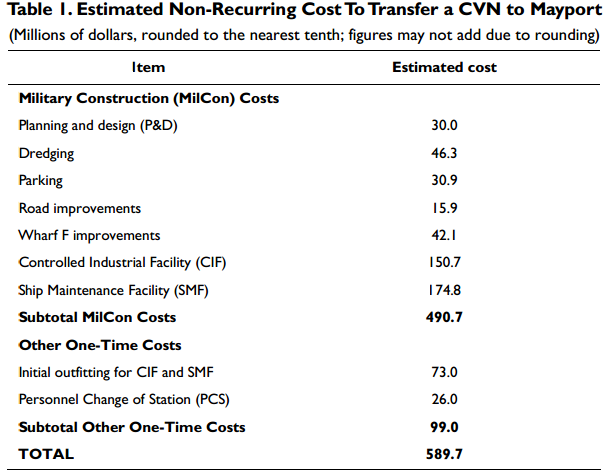 Table 1. Estimated Non-Recurring Cost To Transfer a CVN to Mayport
(Millions of dollars, rounded to the nearest tenth; figures may not add due to rounding)
Item Estimated cost
Military Construction (MilCon) Costs
Planning and design (P&D) 30.0
Dredging 46.3
Parking 30.9
Road improvements 15.9
Wharf F improvements 42.1
Controlled Industrial Facility (CIF) 150.7
Ship Maintenance Facility (SMF) 174.8
Subtotal MilCon Costs 490.7
Other One-Time Costs
Initial outfitting for CIF and SMF 73.0
Personnel Change of Station (PCS) 26.0
Subtotal Other One-Time Costs 99.0
TOTAL 589.7